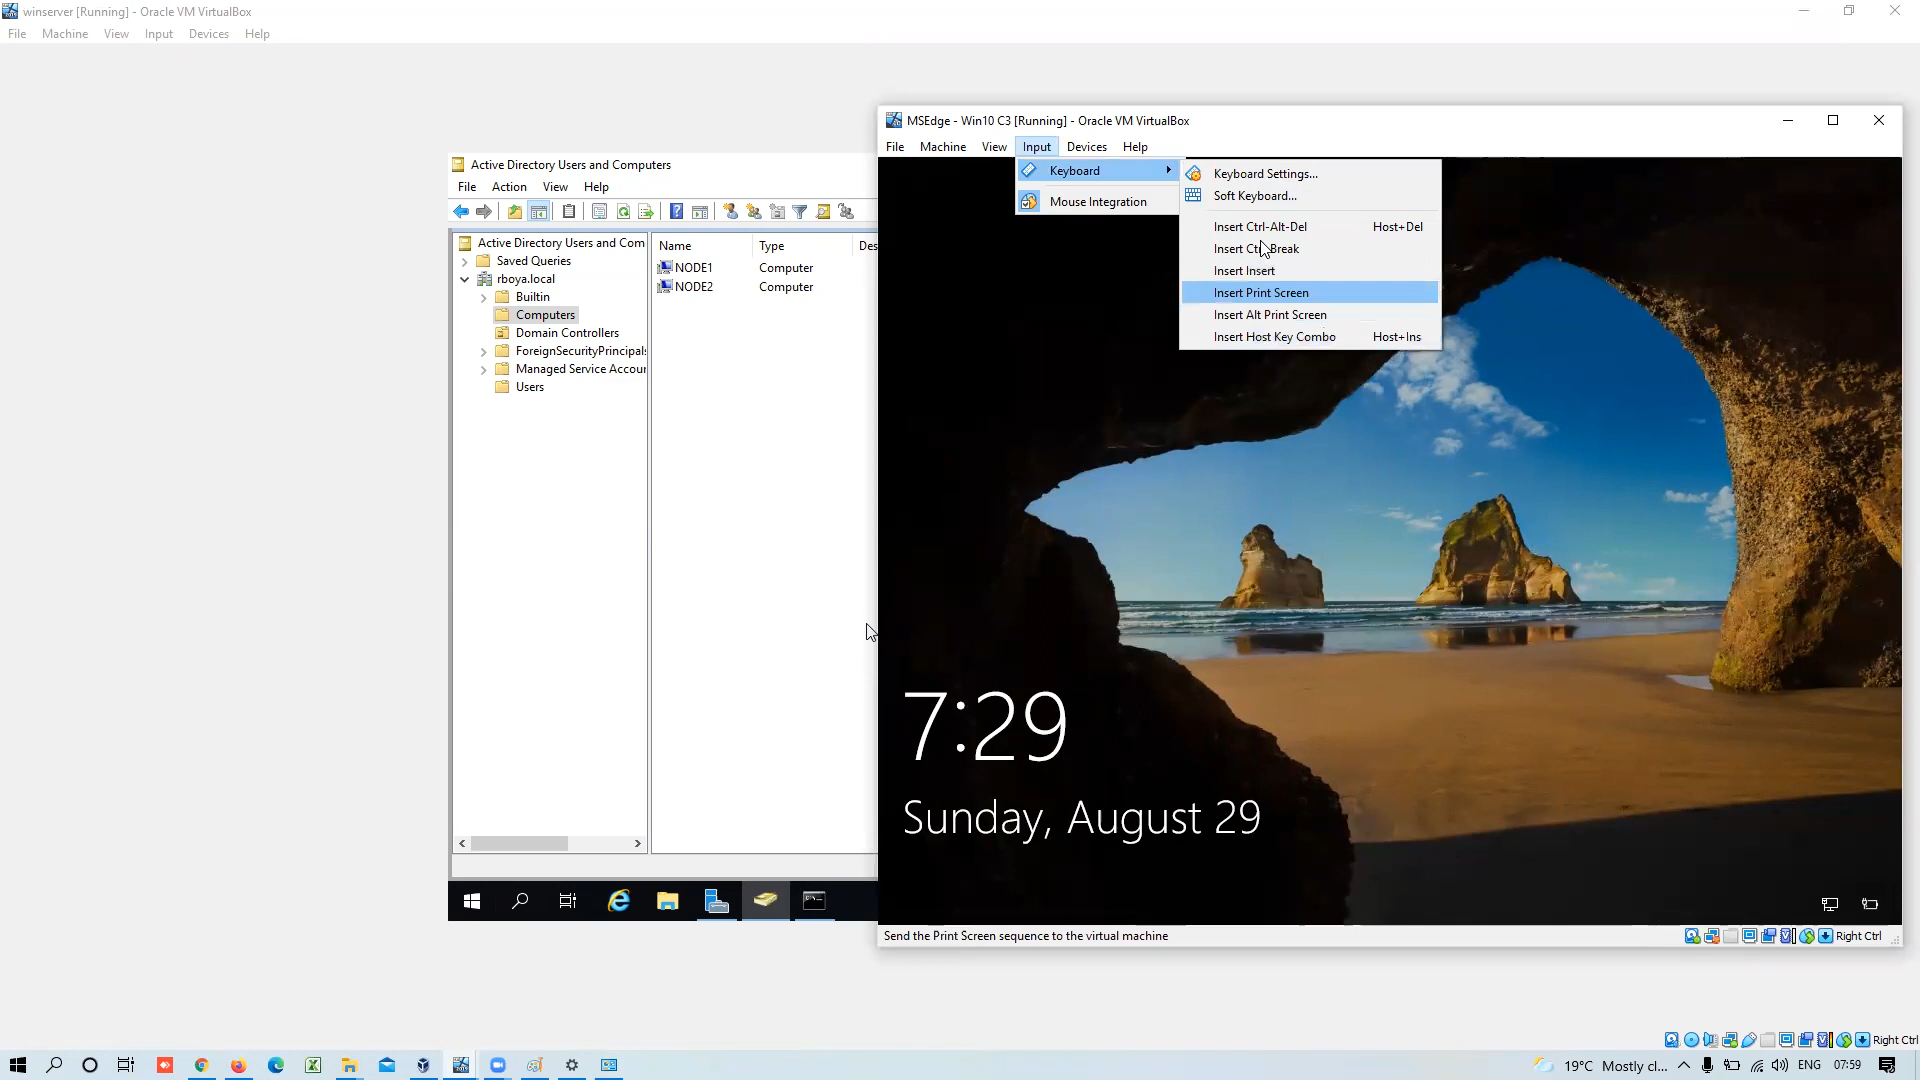 winserver [Running] - Oracle VM VirtualBox
File Machine View Input Devices Help
MSEdge - Win10 C3 [Running] - Oracle VM VirtualBox
File Machine View Input Devices Help
Keyboard
Mouse Integration
Keyboard Settings...
Soft Keyboard...
Insert Ctrl-Alt-Del Host+Del
Insert Insert
Insert Print Screen
Insert Alt Print Screen
Insert Host Key Combo Host+Ins
Active Directory Users and Computers
File Action View Help
Active Directory Users and Com
Saved Queries
rboya.local
Builtin
Computers
Domain Controllers
ForeignSecurityPrincipals
Managed Service Accour
Users
Name Type Des
NODE1 Computer
NODE2 Computer
7:29
Sunday, August 29
Send the Print Screen sequence to the virtual machine
Right Ctrl
Right Ctrl
19°C Mostly cl... ENG 07:59